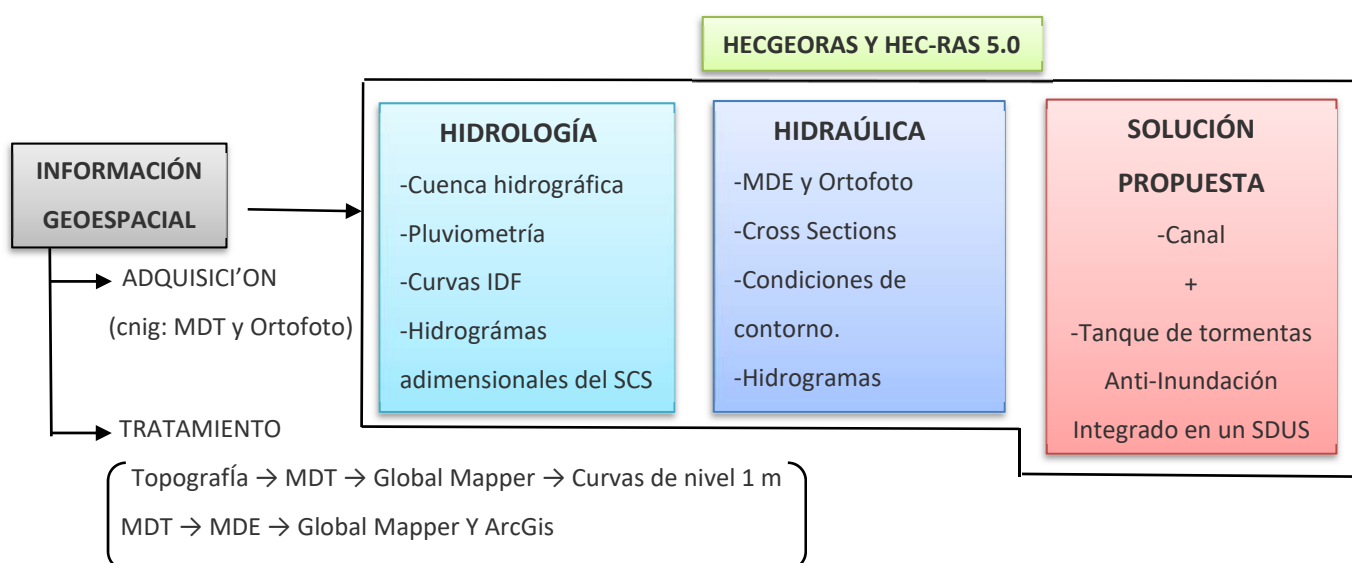 HECGEORAS Y HEC-RAS 5.0
INFORMACIÓN
GEOESPACIAL
ADQUISICI’ON
(cnig: MDT y Ortofoto)
TRATAMIENTO
Topografía → MDT → Global Mapper → Curvas de nivel 1 m
MDT → MDE → Global Mapper Y ArcGis
HIDROLOGÍA
-Cuenca hidrográfica
-Pluviometría
-Curvas IDF
-Hidrográmas
adimensionales del SCS
HIDRAÚLICA
-MDE y Ortofoto
-Cross Sections
-Condiciones de
contorno.
-Hidrogramas
SOLUCIÓN
PROPUESTA
-Canal
+
-Tanque de tormentas
Anti-Inundación
Integrado en un SDUS